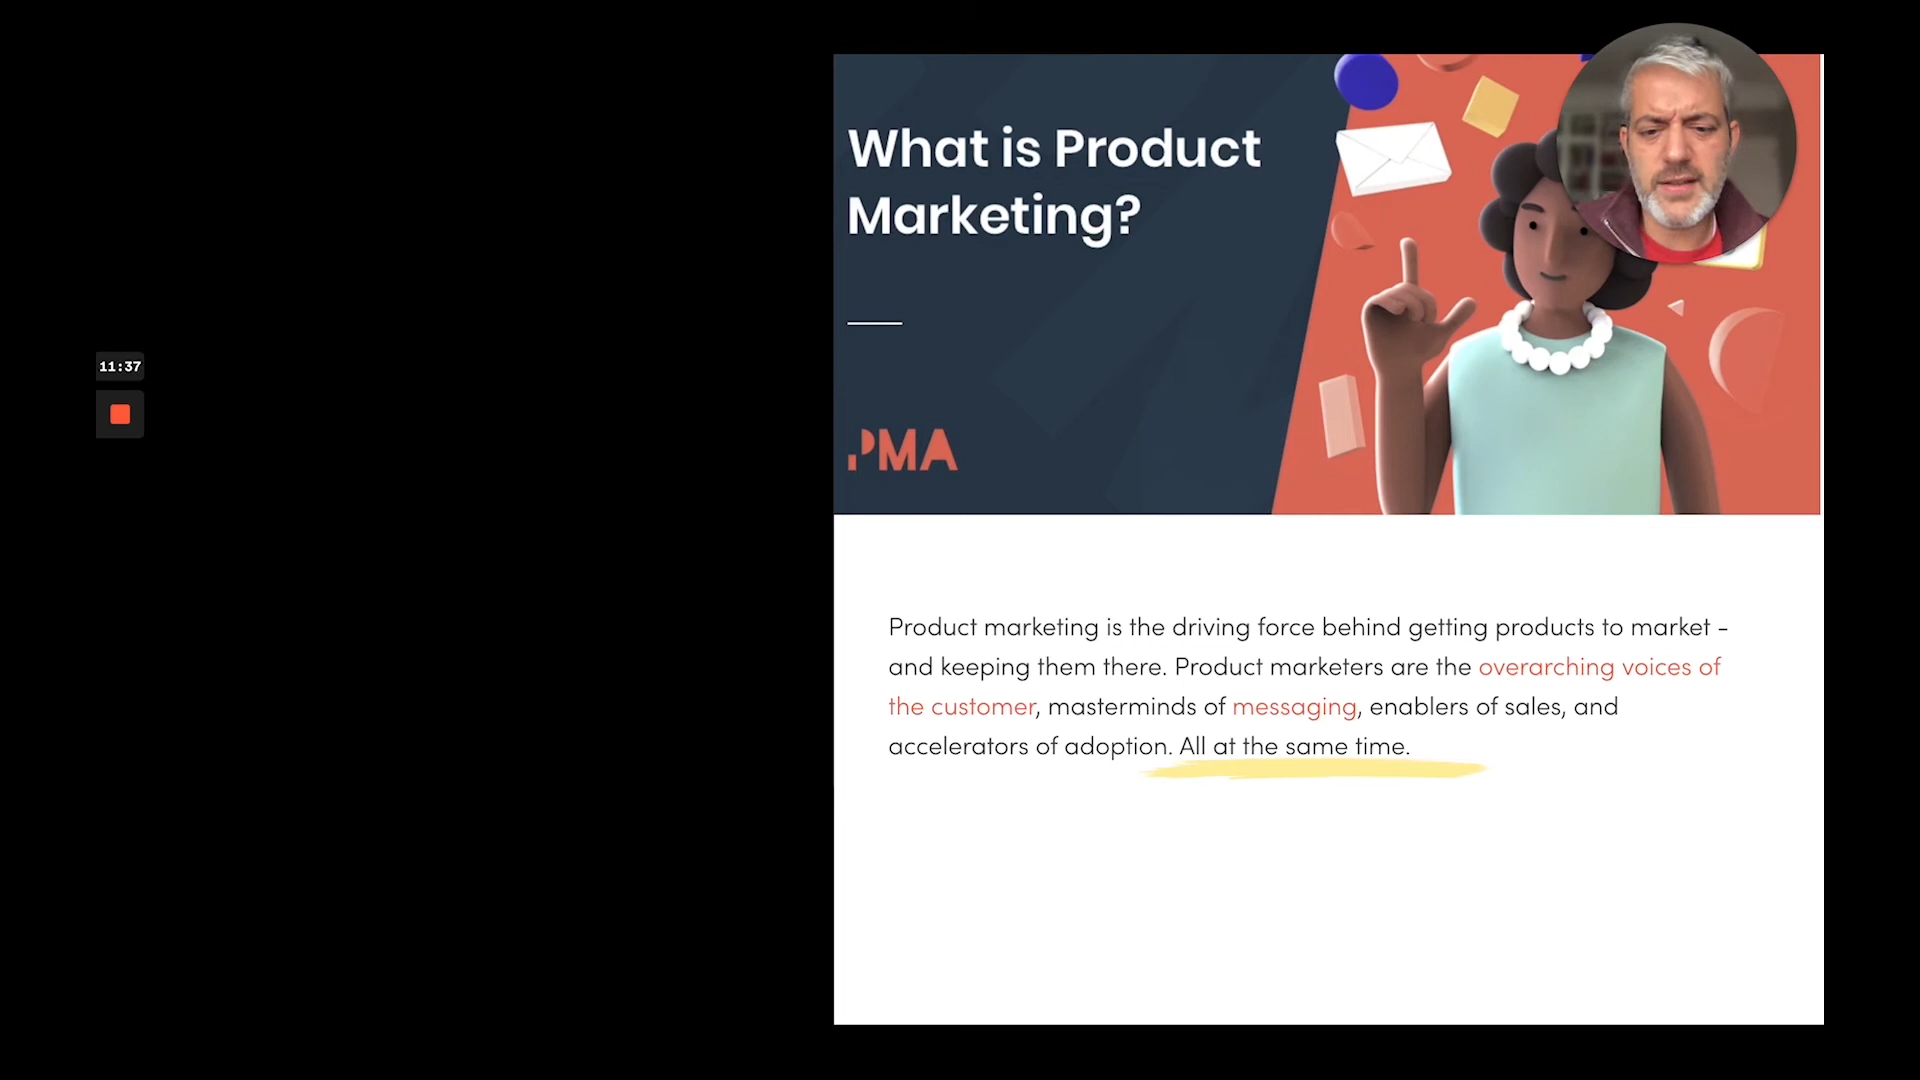 What is Product
Marketing?
PMA
11:37
Product marketing is the driving force behind getting products to market -
and keeping them there. Product marketers are the overarching voices of
the customer, masterminds of messaging, enablers of sales, and
accelerators of adoption. All at the same time.